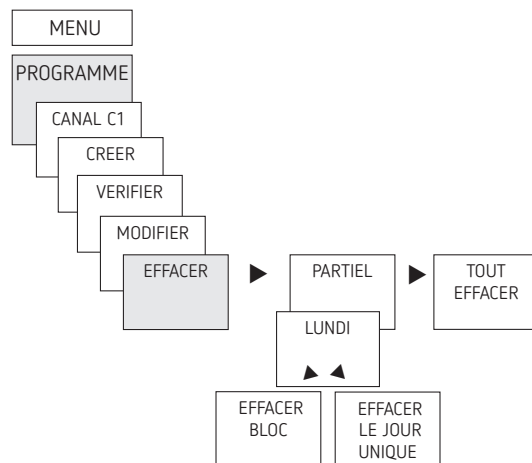 MENU
PROGRAMME
CANAL C1
CREER
VERIFIER
MODIFIER
EFFACER
PARTIEL
TOUT
EFFACER
LUNDI
EFFACER
BLOC
EFFACER
LE JOUR
UNIQUE